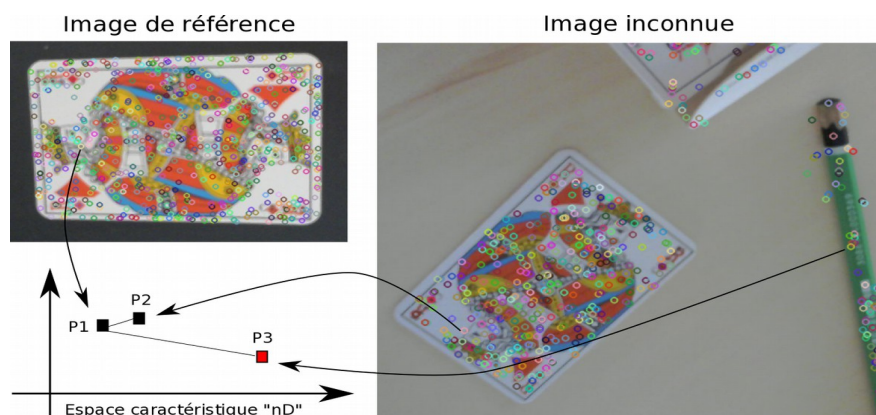 Image de référence
Image inconnue
P1
P2
P3
Espace caractéristique "nD"